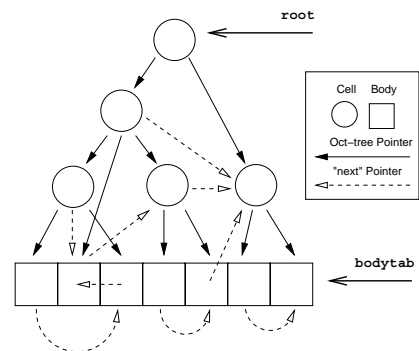 root
Cell Body
Oct-tree Pointer
"next" Pointer
bodytab